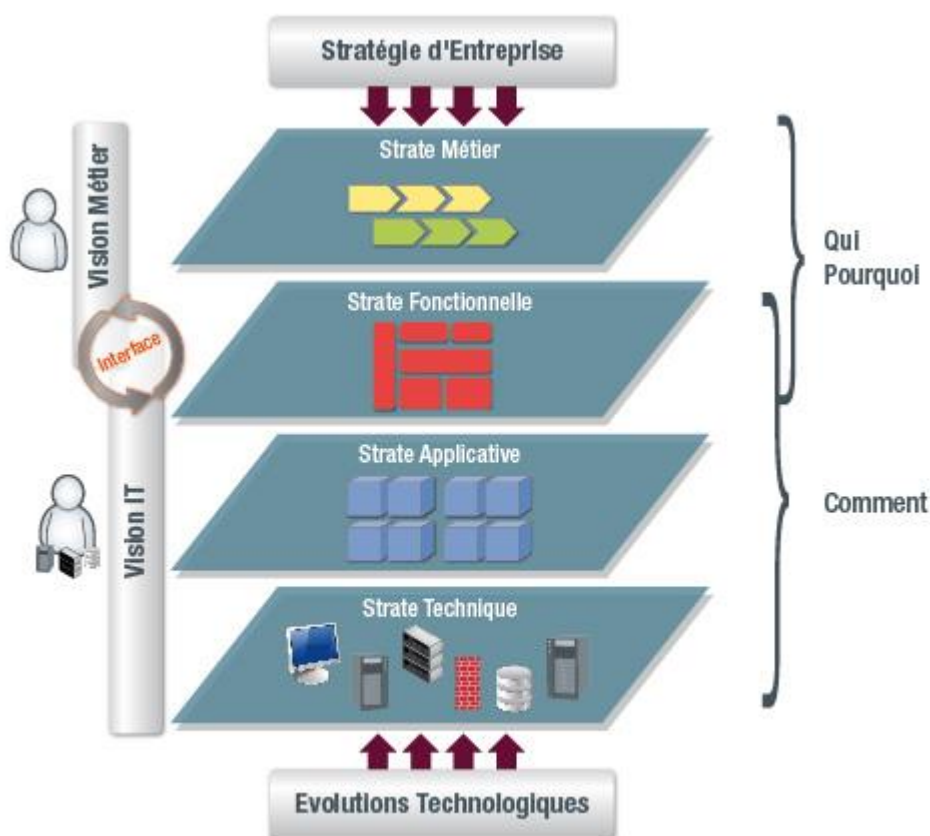 Stratégie d'Entreprise
Strate Métier
Vision Métier
Qui
Pourquoi
Strate Fonctionnelle
Interface
Strate Applicative
Comment
Vision IT
Strate Technique
Evolutions Technologiques